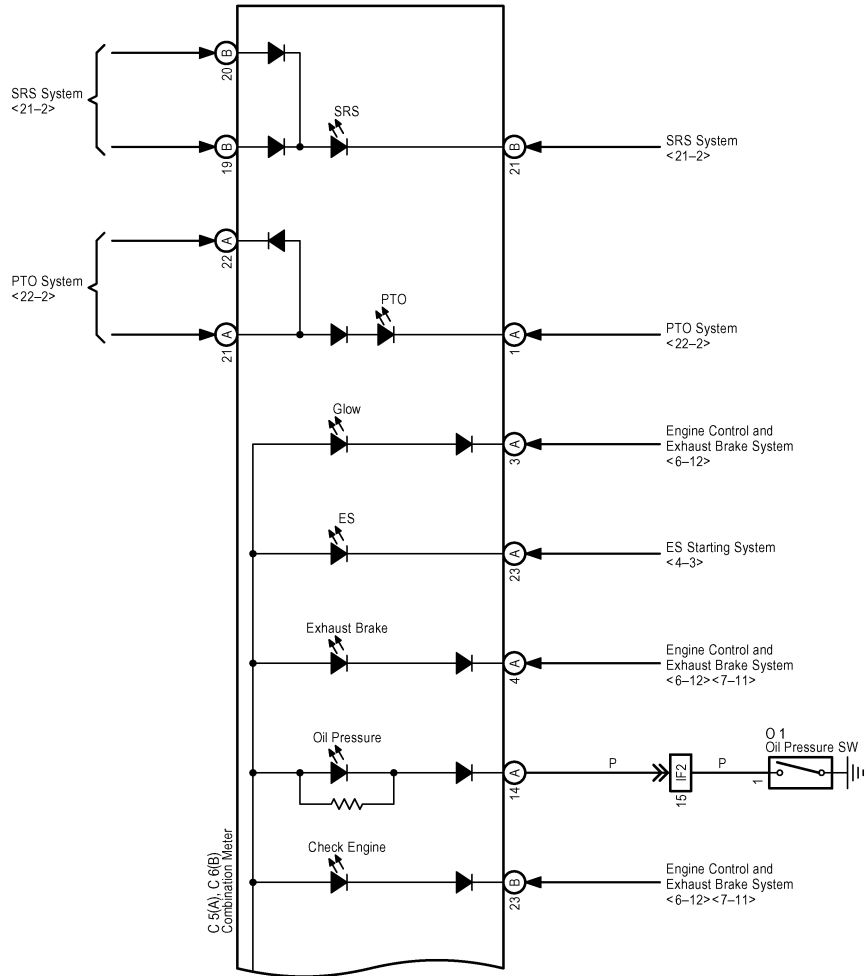 B
20
SRS System
<21–2>
SRS
B
19
B
21
SRS System
<21–2>
A
22
PTO System
<22–2>
PTO
A
21
A
1
PTO System
<22–2>
Glow
A
3
Engine Control and
Exhaust Brake System
<6–12>
ES
A
23
ES Starting System
<4–3>
Exhaust Brake
A
4
Engine Control and
Exhaust Brake System
<6–12><7–11>
Oil Pressure
A
14
P
IF2
15
P
O 1
Oil Pressure SW
1
Check Engine
B
23
Engine Control and
Exhaust Brake System
<6–12><7–11>
C 5(A), C 6(B)
Combination Meter